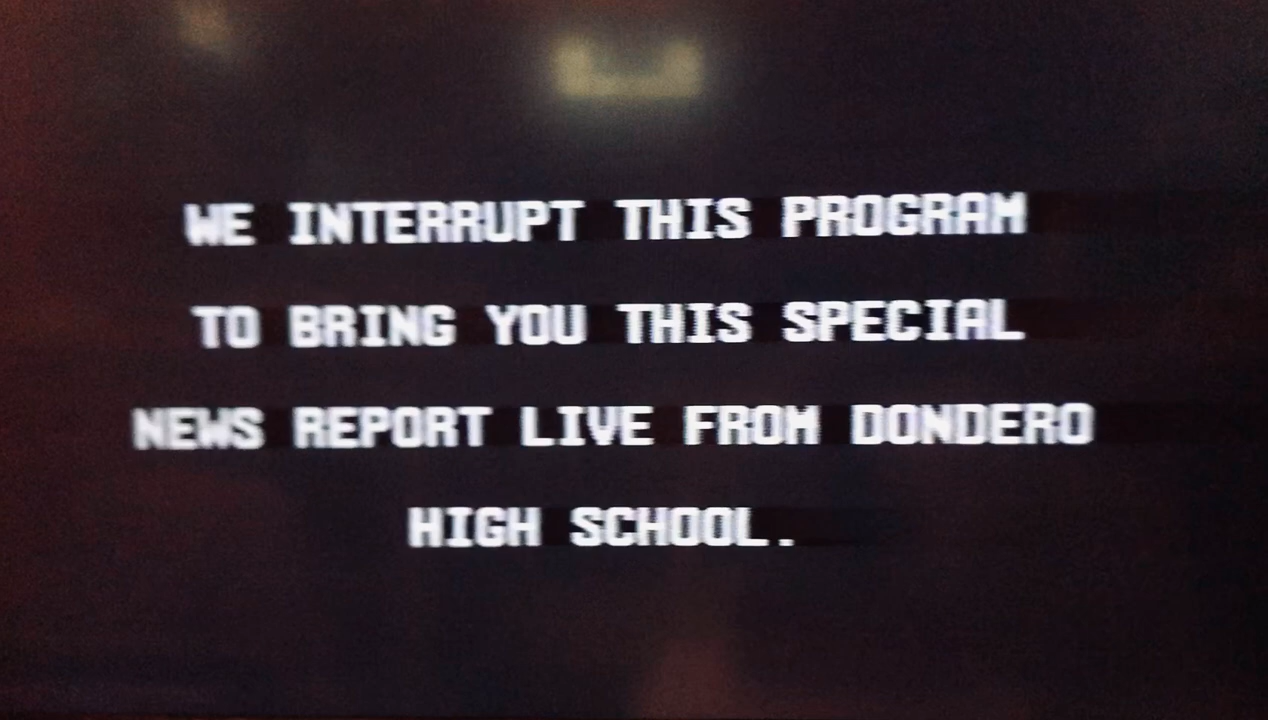 WE INTERRUPT THIS PROGRAM
TO BRING YOU THIS SPECIAL
NEWS REPORT LIVE FROM DONDERO
HIGH SCHOOL.